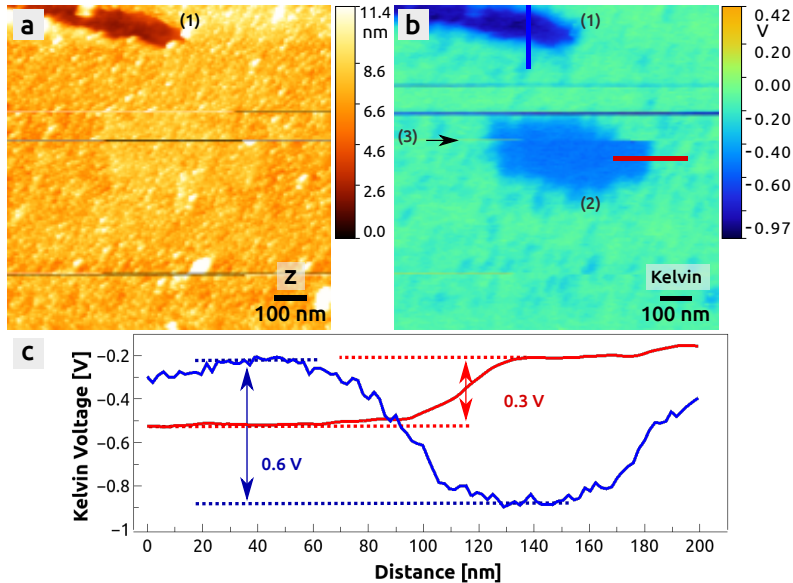 a
(1)
11.4
nm
8.6
6.6
4.6
2.6
0.0
Z
100 nm
b
(1)
(3)
(2)
Kelvin
100 nm
0.42
V
0.20
0.00
-0.20
-0.40
-0.60
-0.97
c
Kelvin Voltage [V]
−0.2
−0.4
−0.6
−0.8
−1
0.6 V
0.3 V
0 20 40 60 80 100 120 140 160 180 200
Distance [nm]